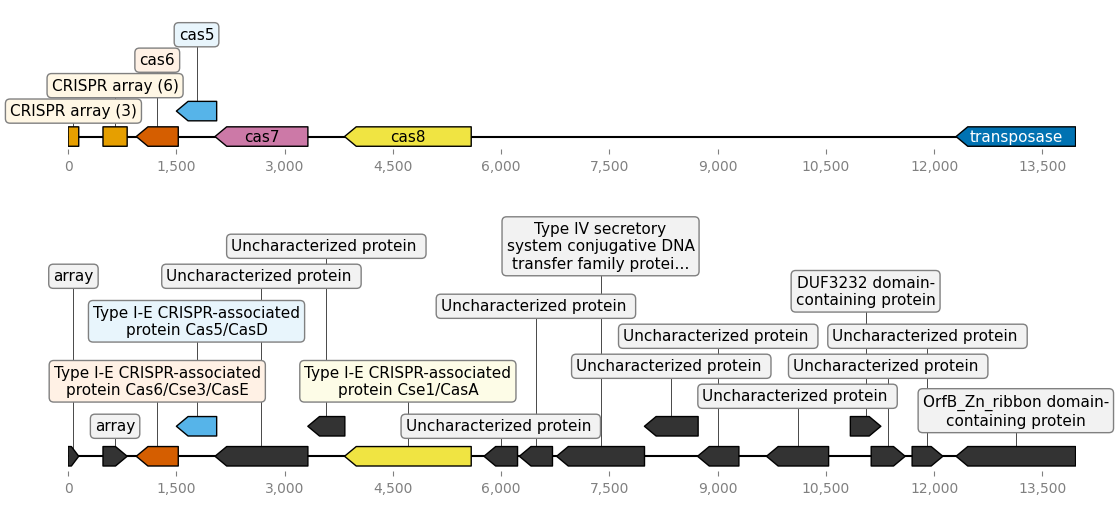 cas5
cas6
CRISPR array (6)
CRISPR array (3)
cas7
cas8
transposase
0
1,500
3,000
4,500
6,000
7,500
9,000
10,500
12,000
13,500
Type IV secretory
system conjugative DNA
transfer family protei...
Uncharacterized protein
array
Uncharacterized protein
DUF3232 domain-
containing protein
Type I-E CRISPR-associated
protein Cas5/CasD
Uncharacterized protein
Uncharacterized protein
Uncharacterized protein
Type I-E CRISPR-associated
protein Cas6/Cse3/CasE
Type I-E CRISPR-associated
protein Cse1/CasA
Uncharacterized protein
Uncharacterized protein
Uncharacterized protein
OrfB_Zn_ribbon domain-
containing protein
array
Uncharacterized protein
0
1,500
3,000
4,500
6,000
7,500
9,000
10,500
12,000
13,500